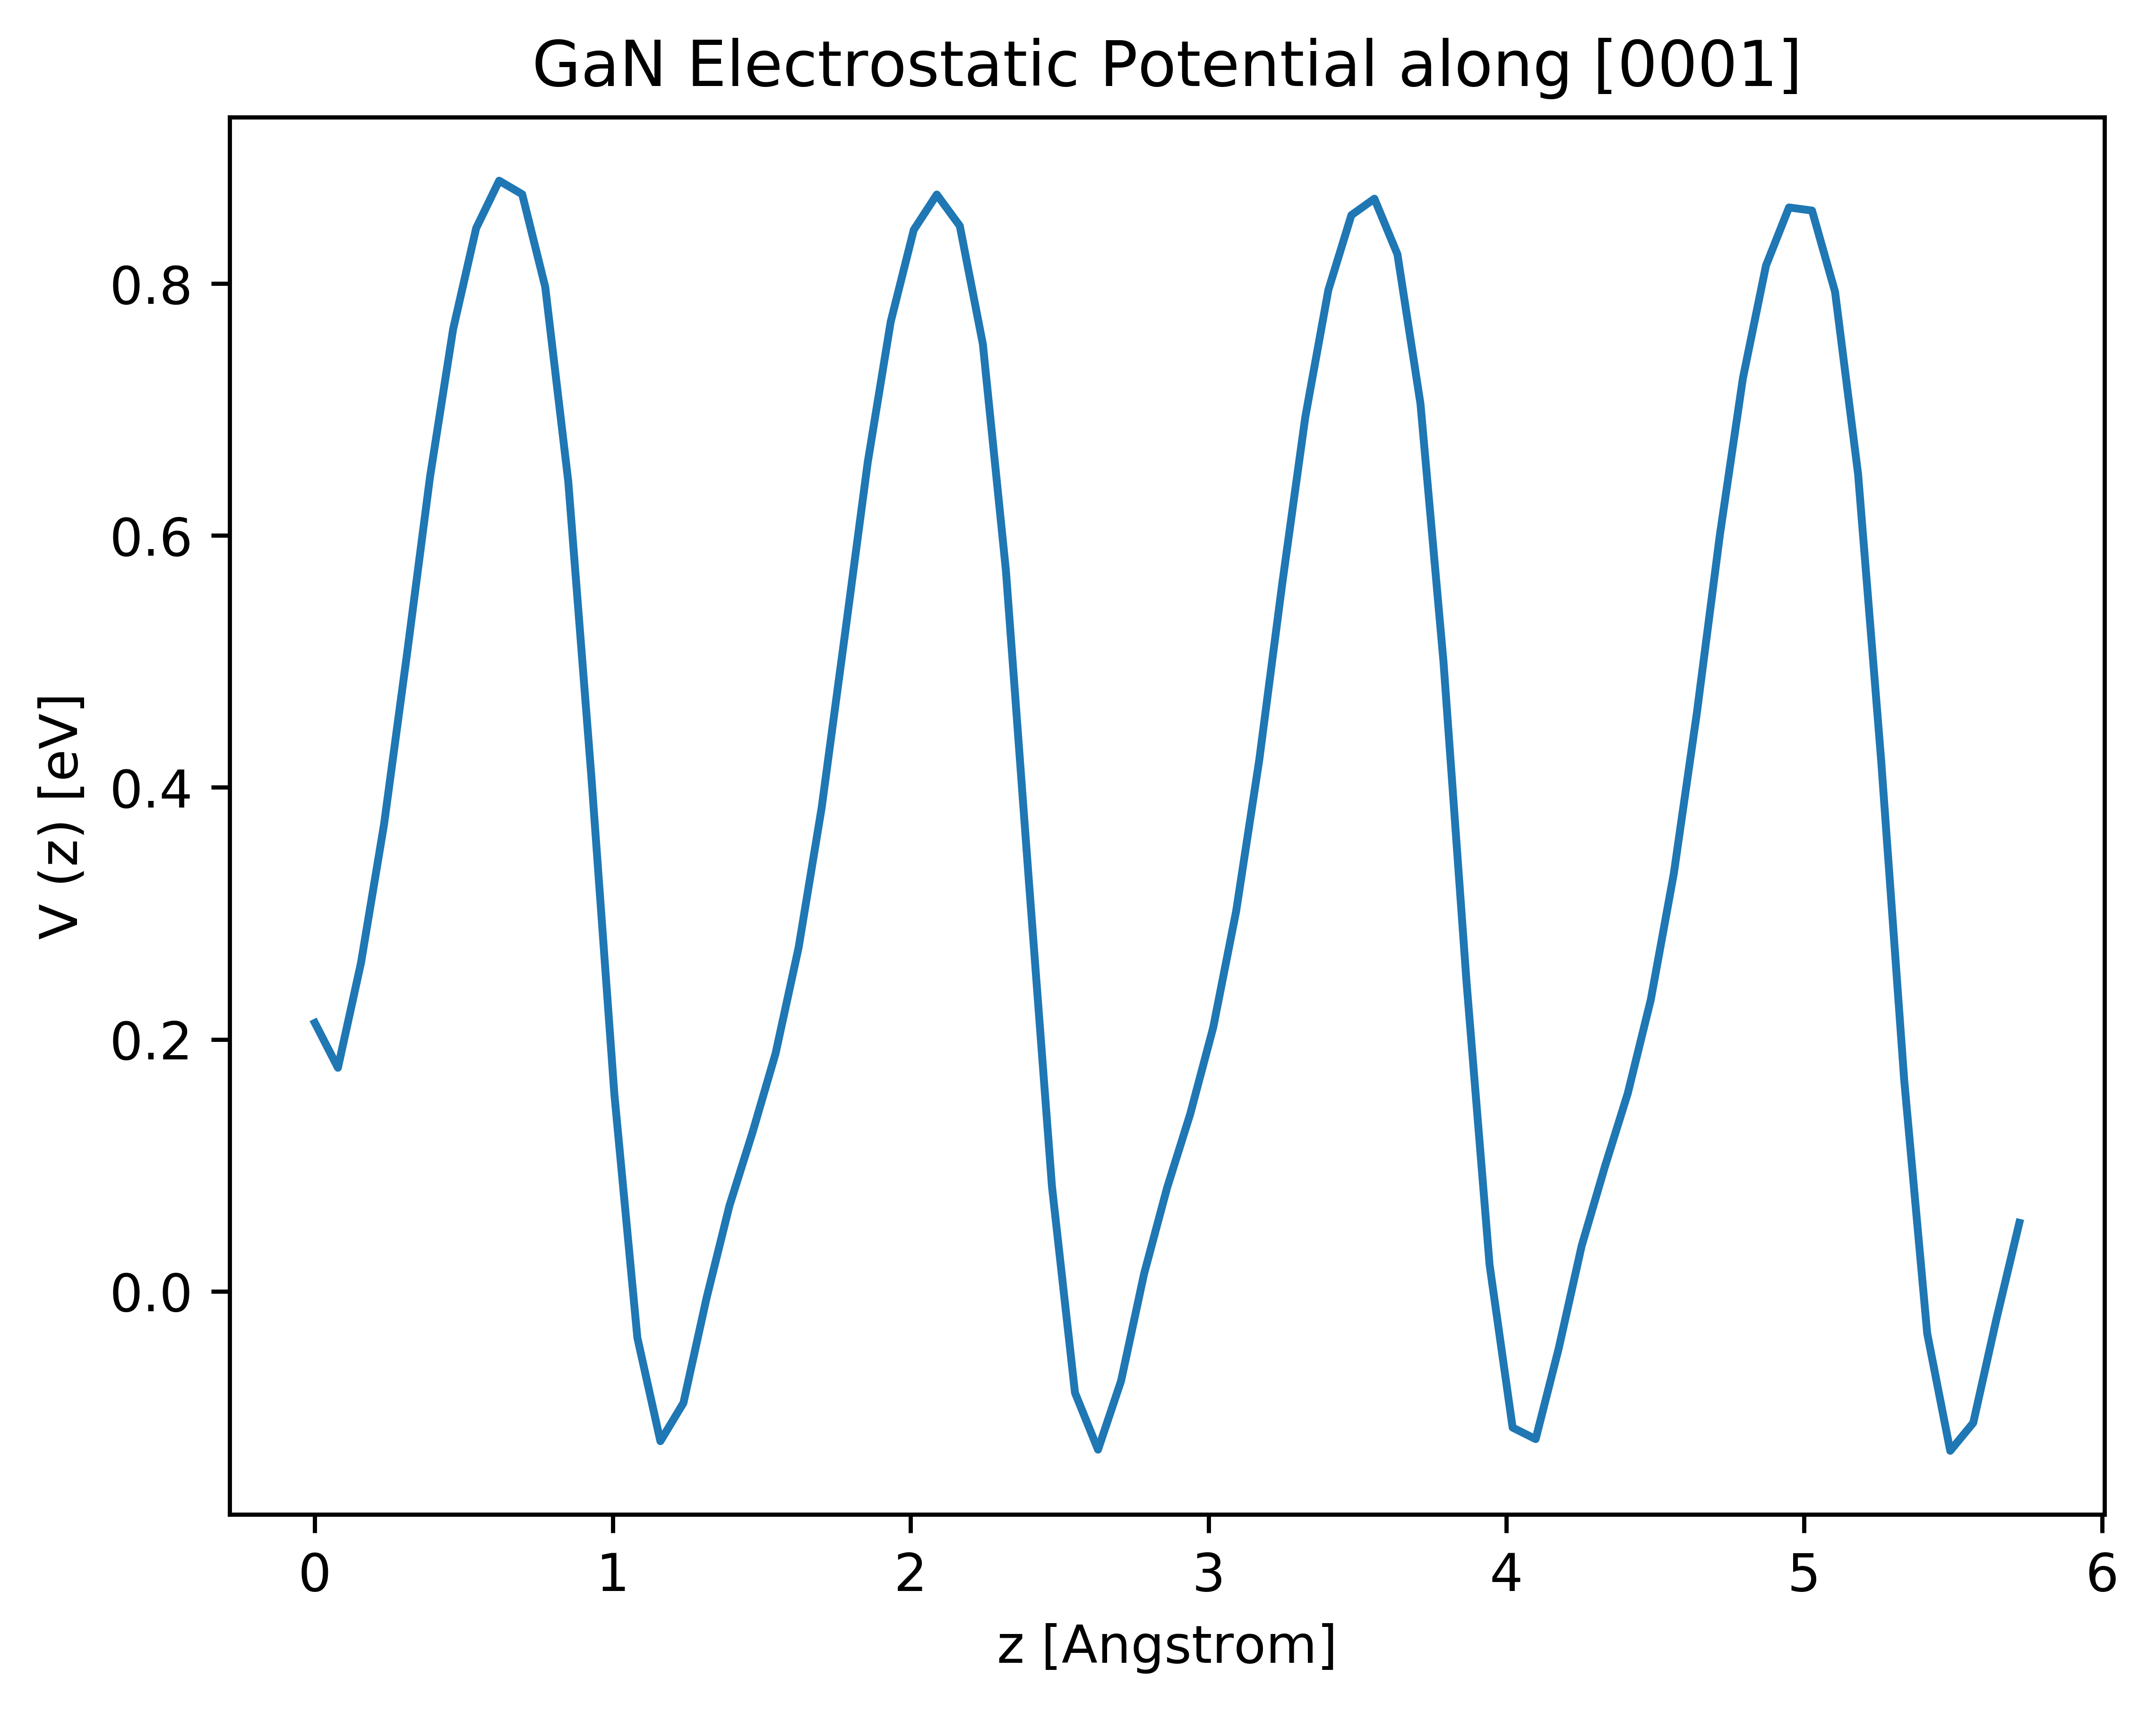 GaN Electrostatic Potential along [0001]
V (z) [eV]
0.8
0.6
0.4
0.2
0.0
0 1 2 3 4 5 6
z [Angstrom]